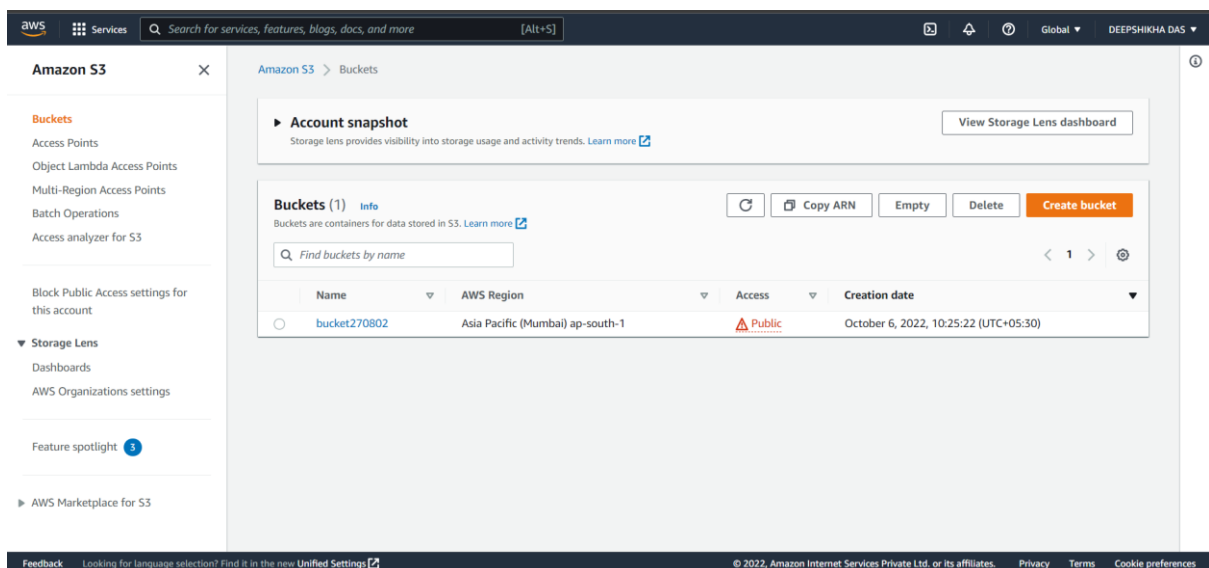 aws Services Search for services, features, blogs, docs, and more [Alt+S] Global DEEPSHIKHA DAS
Amazon S3
Buckets
Access Points
Object Lambda Access Points
Multi-Region Access Points
Batch Operations
Access analyzer for S3
Block Public Access settings for
this account
Storage Lens
Dashboards
AWS Organizations settings
Feature spotlight 3
AWS Marketplace for S3
Amazon S3 > Buckets
Account snapshot
Storage lens provides visibility into storage usage and activity trends. Learn more
View Storage Lens dashboard
Buckets (1) Info
Buckets are containers for data stored in S3. Learn more
Copy ARN Empty Delete Create bucket
Find buckets by name
< 1 >
Name AWS Region Access Creation date
bucket270802 Asia Pacific (Mumbai) ap-south-1 Public October 6, 2022, 10:25:22 (UTC+05:30)
Feedback Looking for language selection? Find it in the new Unified Settings © 2022, Amazon Internet Services Private Ltd. or its affiliates. Privacy Terms Cookie preferences